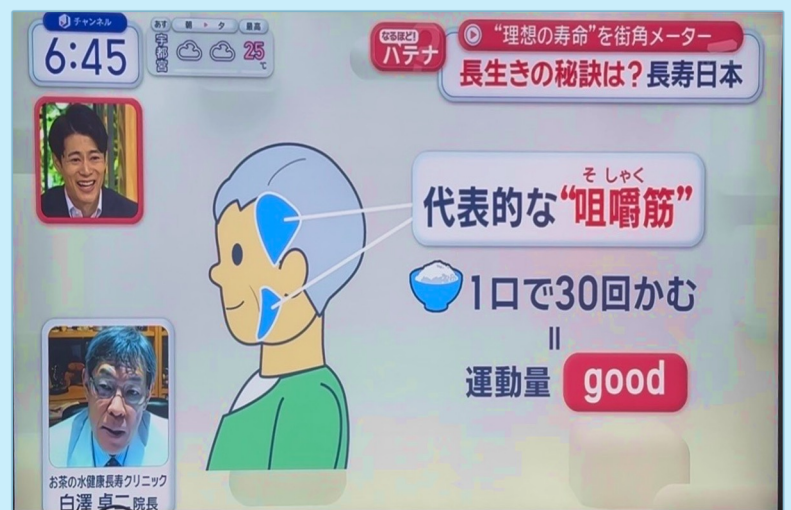 チャンネル
6:45
あす
宇都宮
朝 夕
最高
25℃
なるほど!
ハテナ
“理想の寿命”を街角メーター
長生きの秘訣は?長寿日本
代表的な“咀嚼筋”
そ しゃく
1口で30回かむ
=
運動量 good
お茶の水健康長寿クリニック
白澤 卓二 院長